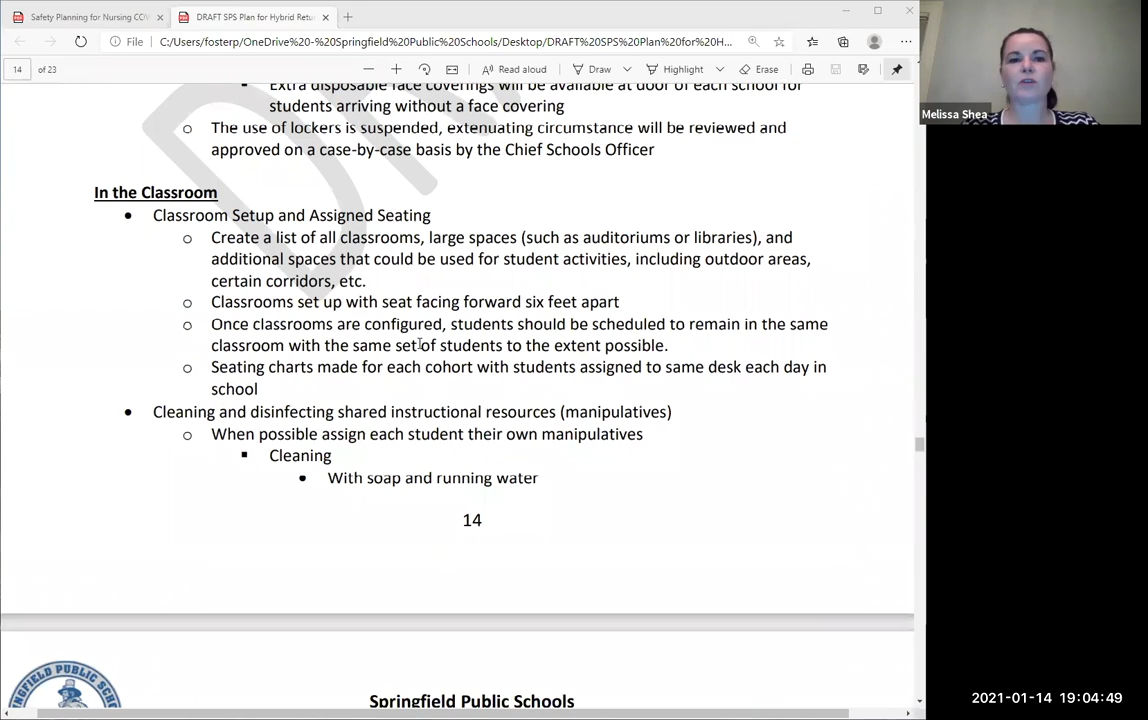 Safety Planning for Nursing CCW
DRAFT SPS Plan for Hybrid Retu
File
C:/Users/fosterp/OneDrive%20-%20Springfield%20Public%20Schools/Desktop/DRAFT%20SPS%20Plan%20for%20H...
14 of 23
Read aloud
Draw
Highlight
Erase
Extra disposable face coverings will be available at door of each school for
students arriving without a face covering
The use of lockers is suspended, extenuating circumstance will be reviewed and
approved on a case-by-case basis by the Chief Schools Officer
In the Classroom
Classroom Setup and Assigned Seating
Create a list of all classrooms, large spaces (such as auditoriums or libraries), and
additional spaces that could be used for student activities, including outdoor areas,
certain corridors, etc.
Classrooms set up with seat facing forward six feet apart
Once classrooms are configured, students should be scheduled to remain in the same
classroom with the same set of students to the extent possible.
Seating charts made for each cohort with students assigned to same desk each day in
school
Cleaning and disinfecting shared instructional resources (manipulatives)
When possible assign each student their own manipulatives
Cleaning
With soap and running water
14
Springfield Public Schools
Melissa Shea
2021-01-14 19:04:49